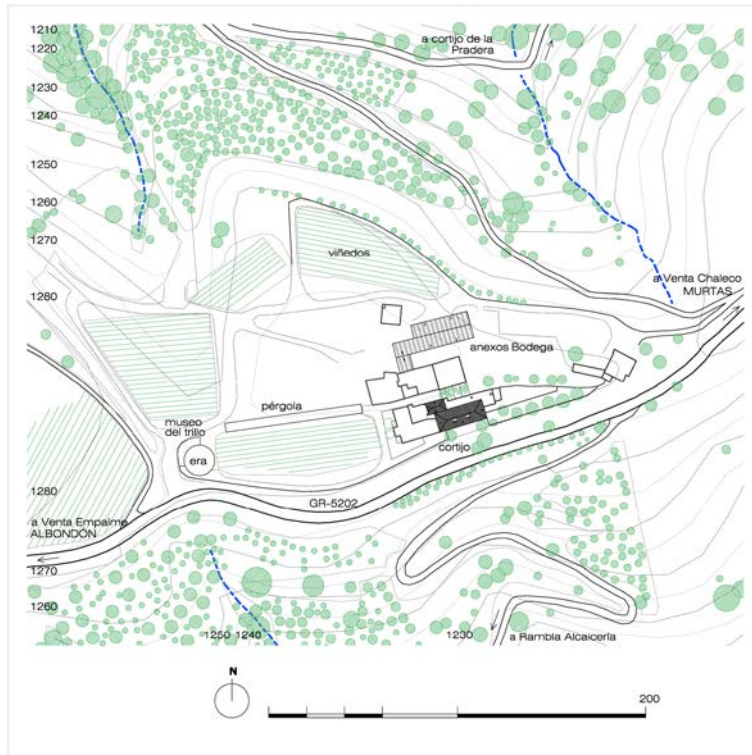 1210
1220
1230
1240
1250
1260
1270
1280
a cortijo de la
Pradera
viñedos
a Venta Chaleco
MURTAS
anexos Bodega
pérgola
museo
del trillo
era
cortijo
1280
GR-5202
a Venta Empalme
ALBONDÓN
1270
1260
1250 1240
1230
a Rambla Alcaicería
N
200